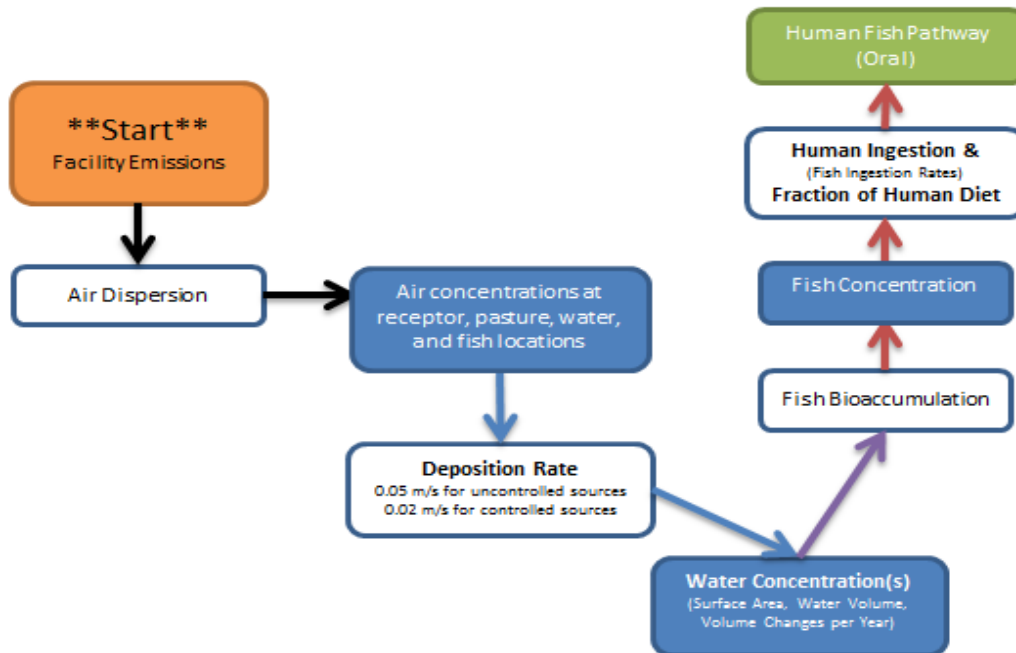 **Start**
Facility Emissions
Air Dispersion
Air concentrations at
receptor, pasture, water,
and fish locations
Deposition Rate
0.05 m/s for uncontrolled sources
0.02 m/s for controlled sources
Water Concentration(s)
(Surface Area, Water Volume,
Volume Changes per Year)
Fish Bioaccumulation
Fish Concentration
Human Ingestion &
(Fish Ingestion Rates)
Fraction of Human Diet
Human Fish Pathway
(Oral)